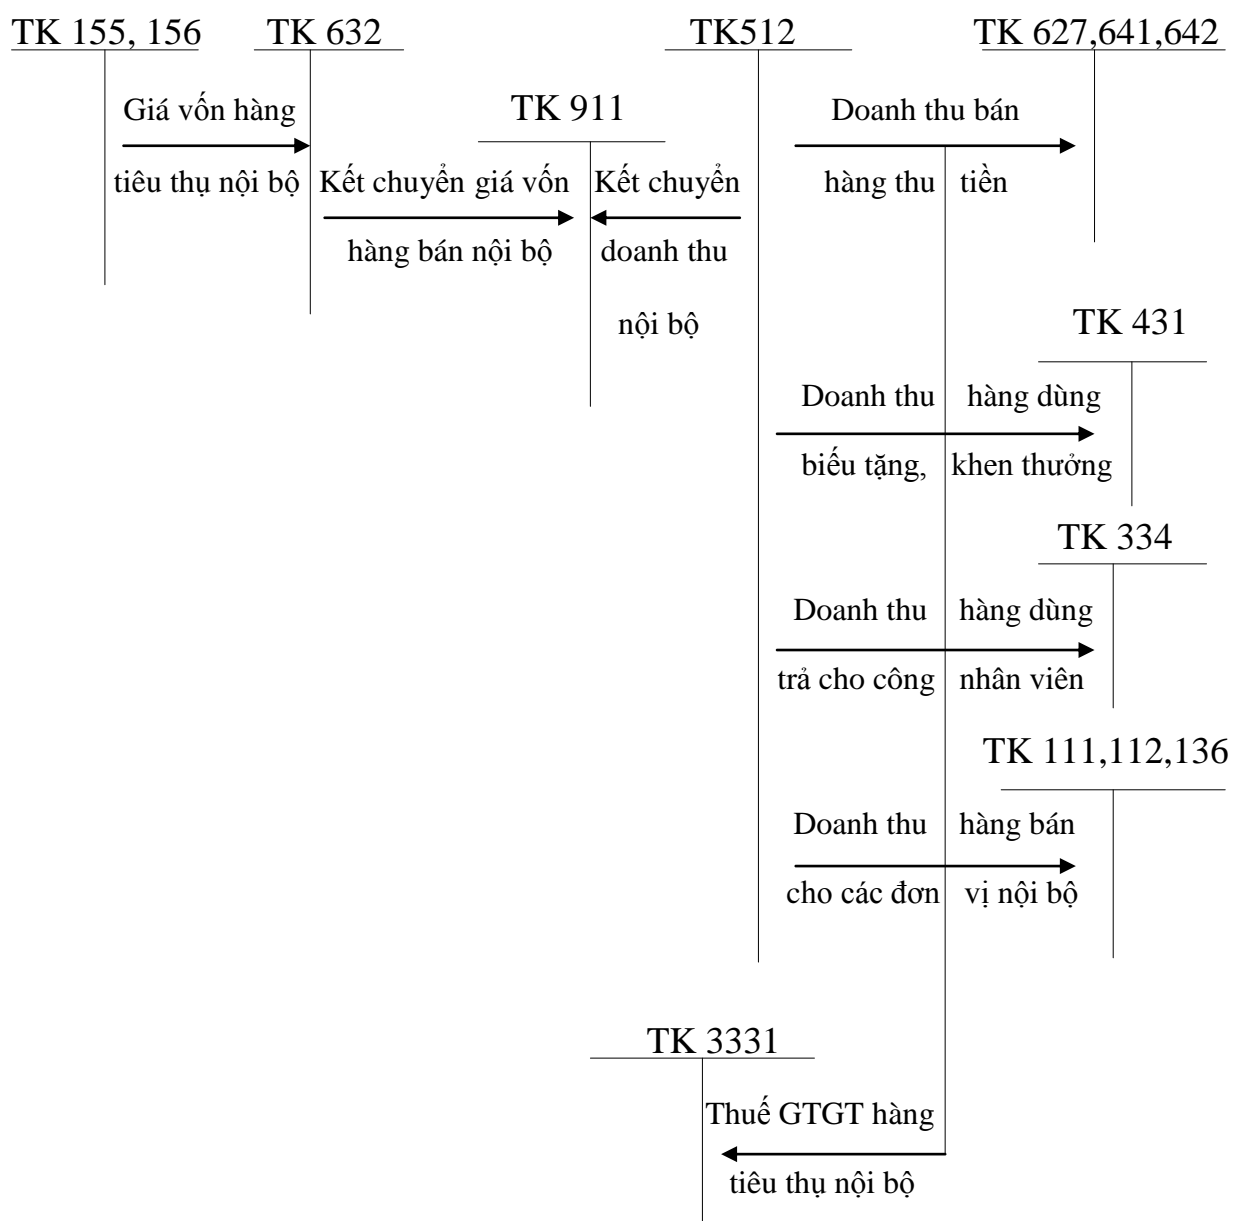 TK 155, 156 TK 632 TK512 TK 627,641,642
Giá vốn hàng TK 911 Doanh thu bán
tiêu thụ nội bộ Kết chuyển giá vốn Kết chuyển hàng thu tiền
hàng bán nội bộ doanh thu
nội bộ TK 431
Doanh thu hàng dùng
biếu tặng, khen thưởng
TK 334
Doanh thu hàng dùng
trả cho công nhân viên
TK 111,112,136
Doanh thu hàng bán
cho các đơn vị nội bộ
TK 3331
Thuế GTGT hàng
tiêu thụ nội bộ